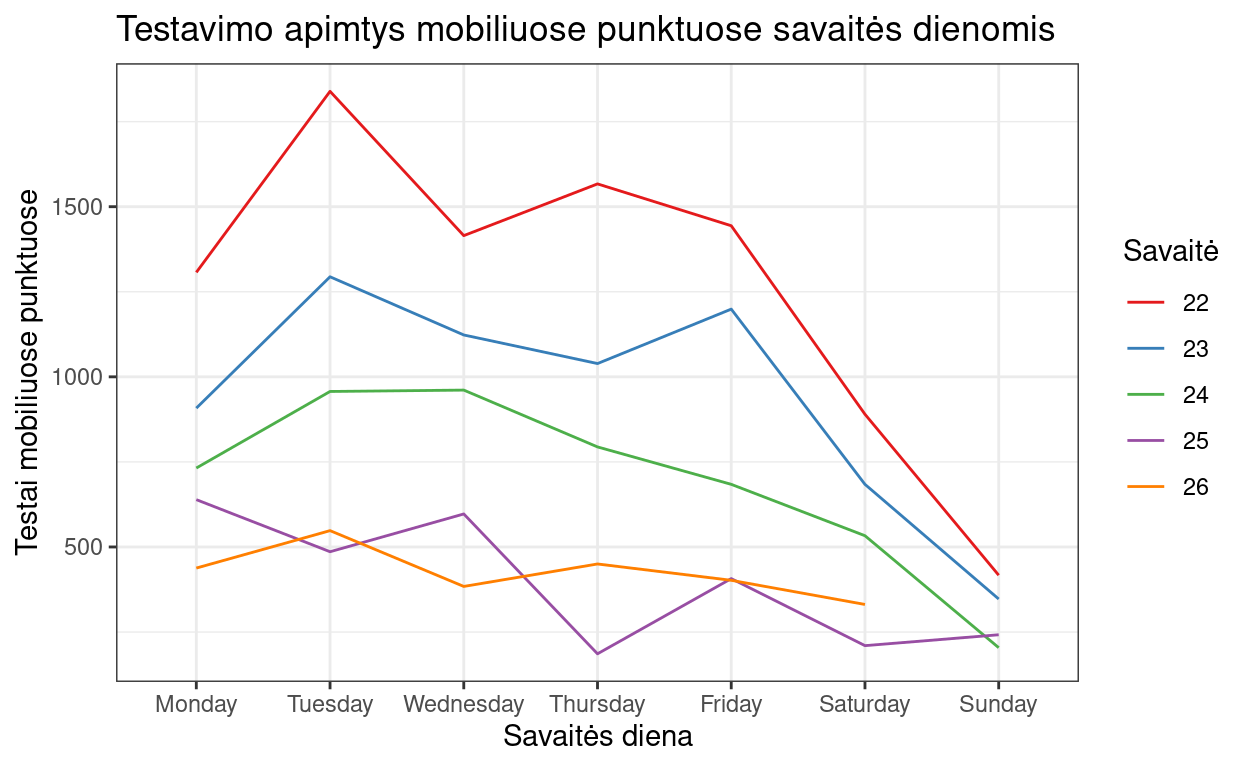 Testavimo apimtys mobiliuose punktuose savaitės dienomis
Testai mobiliuose punktuose
1500
1000
500
Monday Tuesday Wednesday Thursday Friday Saturday Sunday
Savaitės diena
Savaitė
22
23
24
25
26